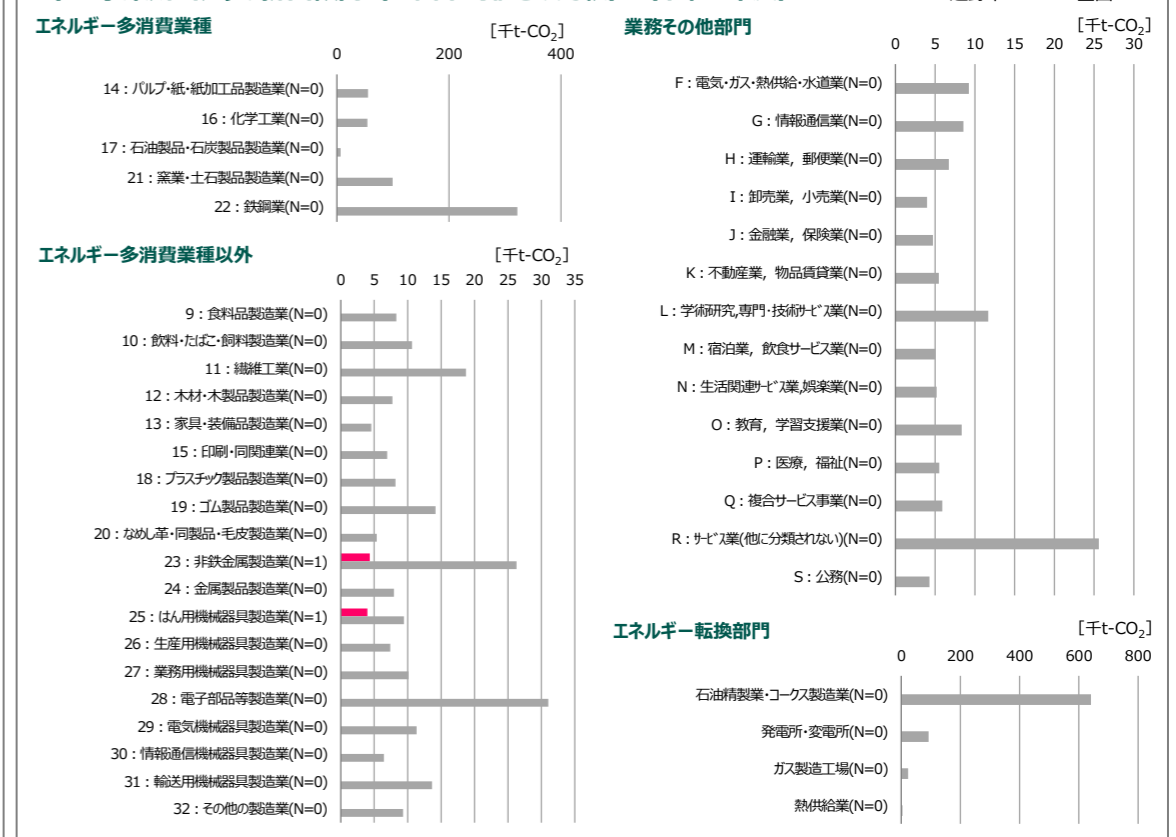 エネルギー多消費業種
[千t-CO2]
0 200 400
14：パルプ・紙・紙加工品製造業(N=0)
16：化学工業(N=0)
17：石油製品・石炭製品製造業(N=0)
21：窯業・土石製品製造業(N=0)
22：鉄鋼業(N=0)
エネルギー多消費業種以外
[千t-CO2]
0 5 10 15 20 25 30 35
9：食料品製造業(N=0)
10：飲料・たばこ・飼料製造業(N=0)
11：繊維工業(N=0)
12：木材・木製品製造業(N=0)
13：家具・装備品製造業(N=0)
15：印刷・同関連業(N=0)
18：プラスチック製品製造業(N=0)
19：ゴム製品製造業(N=0)
20：なめし革・同製品・毛皮製造業(N=0)
23：非鉄金属製造業(N=1)
24：金属製品製造業(N=0)
25：はん用機械器具製造業(N=1)
26：生産用機械器具製造業(N=0)
27：業務用機械器具製造業(N=0)
28：電子部品等製造業(N=0)
29：電気機械器具製造業(N=0)
30：情報通信機械器具製造業(N=0)
31：輸送用機械器具製造業(N=0)
32：その他の製造業(N=0)
業務その他部門
[千t-CO2]
0 5 10 15 20 25 30
F：電気・ガス・熱供給・水道業(N=0)
G：情報通信業(N=0)
H：運輸業，郵便業(N=0)
I：卸売業，小売業(N=0)
J：金融業，保険業(N=0)
K：不動産業，物品賃貸業(N=0)
L：学術研究,専門・技術ｻｰﾋﾞｽ業(N=0)
M：宿泊業，飲食サービス業(N=0)
N：生活関連ｻｰﾋﾞｽ業,娯楽業(N=0)
O：教育，学習支援業(N=0)
P：医療，福祉(N=0)
Q：複合サービス事業(N=0)
R：ｻｰﾋﾞｽ業(他に分類されない)(N=0)
S：公務(N=0)
エネルギー転換部門
[千t-CO2]
0 200 400 600 800
石油精製業・コークス製造業(N=0)
発電所・変電所(N=0)
ガス製造工場(N=0)
熱供給業(N=0)